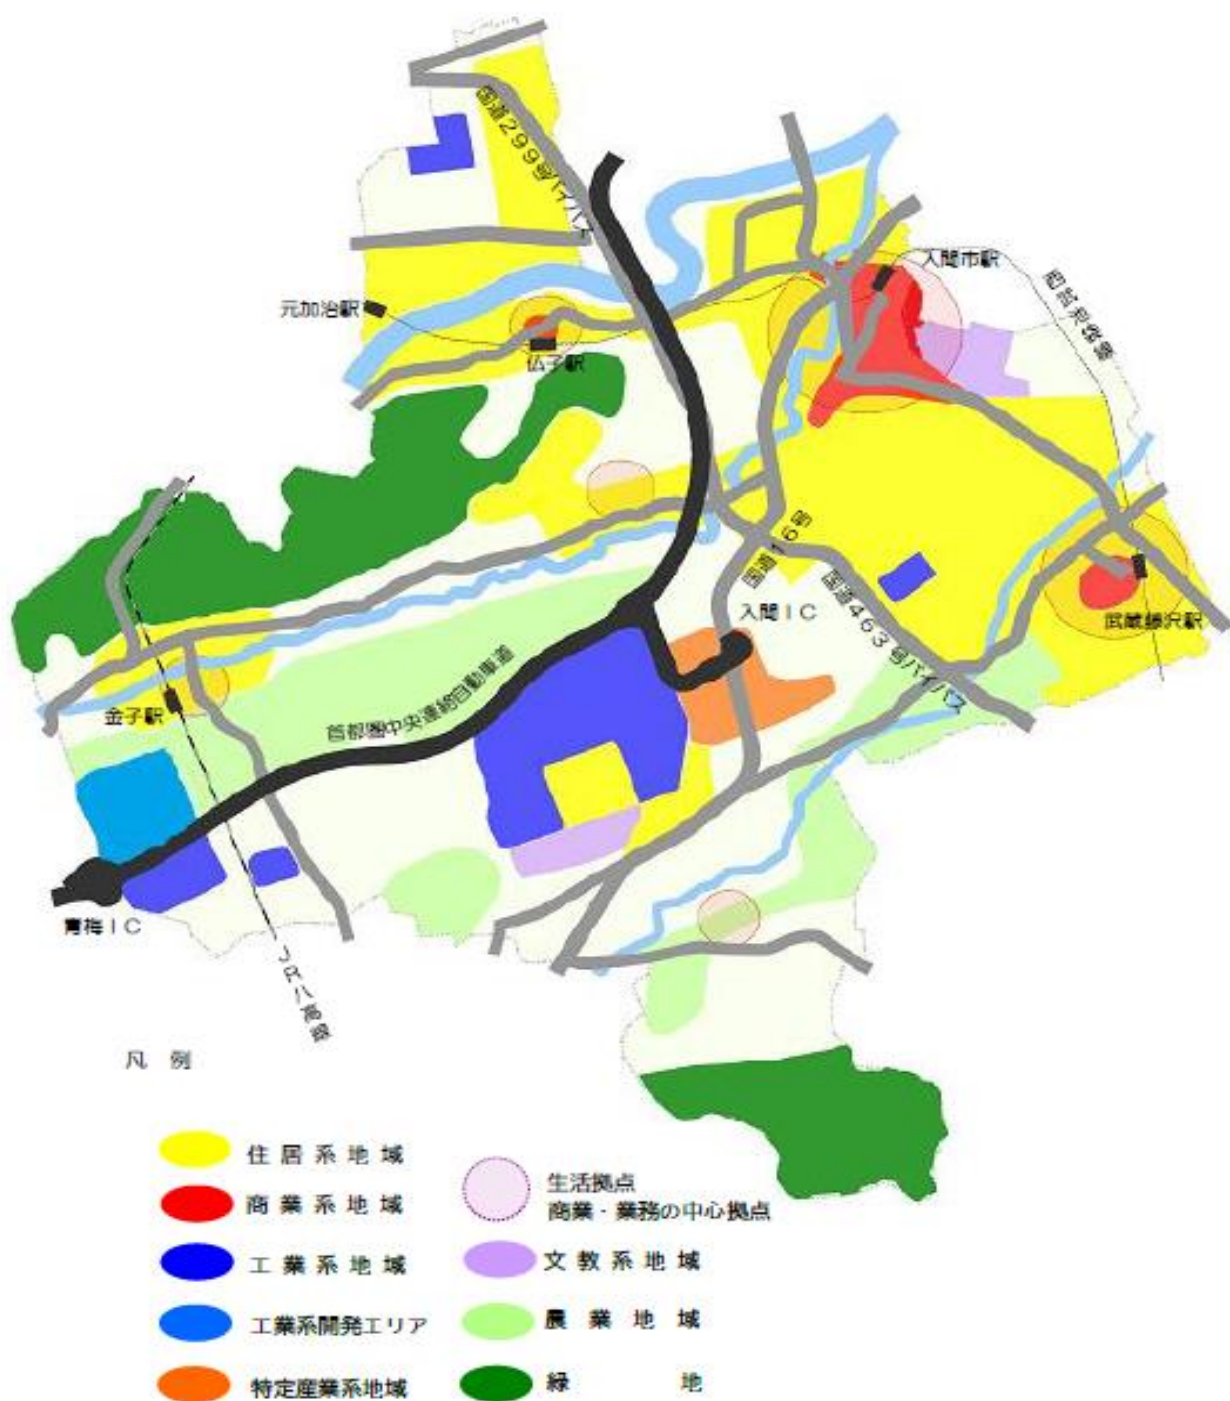 国道299号バイパス
入間市駅
元加治駅
仏子駅
国道16号
国道463号バイパス
入間IC
武蔵藤沢駅
金子駅
首都圏中央連絡自動車道
青梅IC
JR八高線
凡例
住居系地域
商業系地域
工業系地域
工業系開発エリア
特定産業系地域
生活拠点
商業・業務の中心拠点
文教系地域
農業地域
緑地